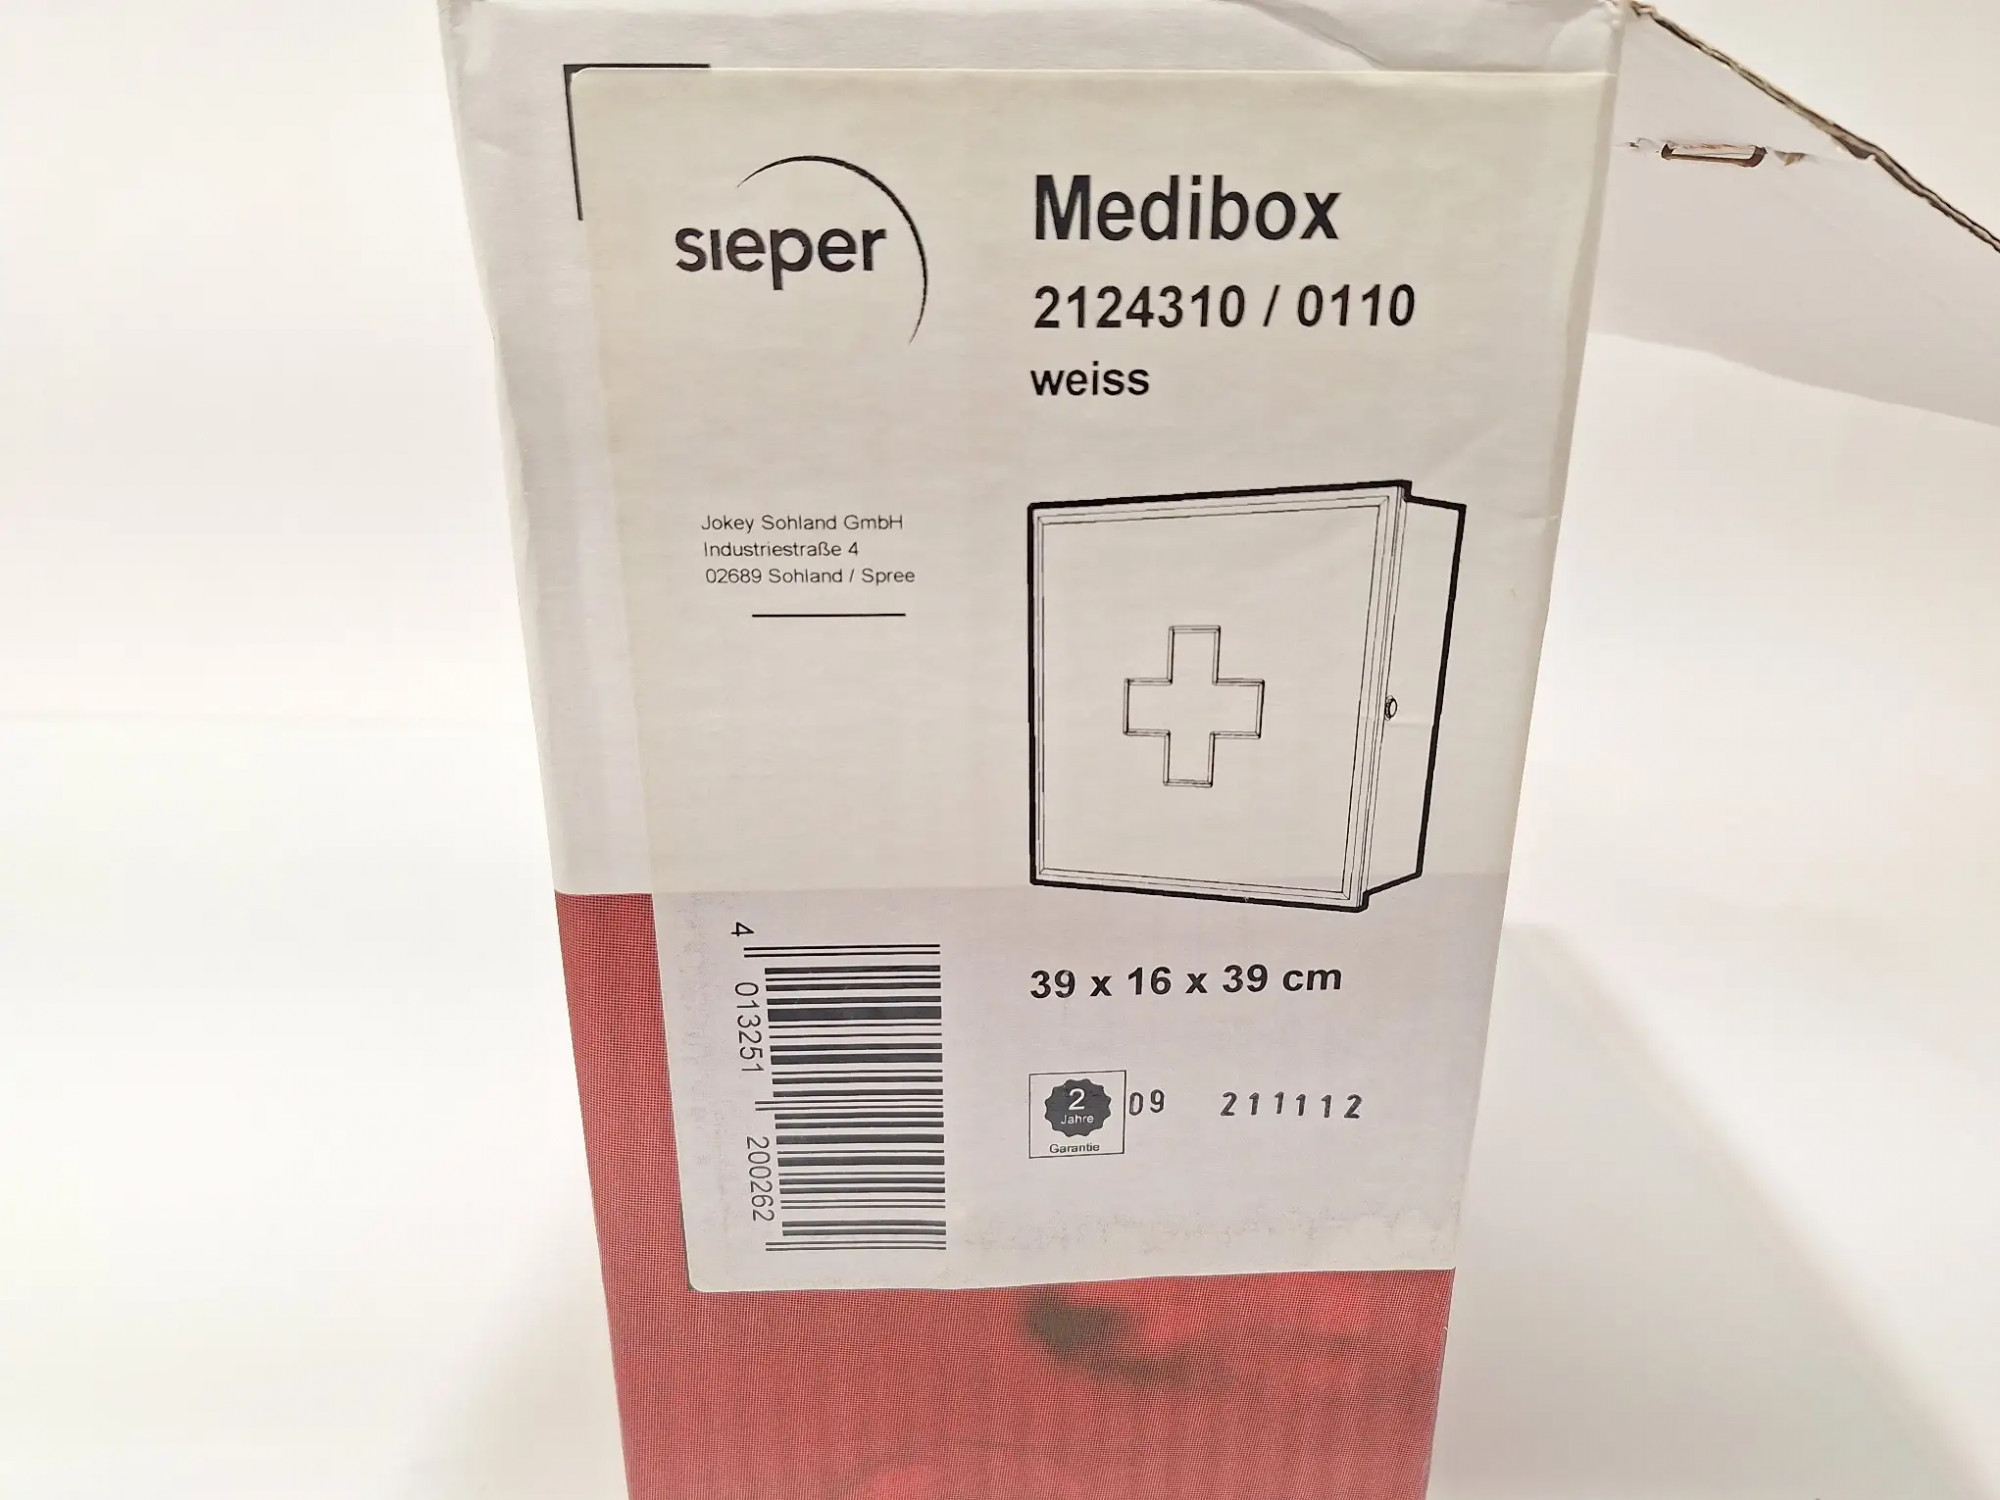 sieper
Medibox
2124310 / 0110
weiss
Jokey Sohland GmbH
Industriestraße 4
02689 Sohland / Spree
39 x 16 x 39 cm
4 013251 200262
2
Jahre
Garantie
09 211112